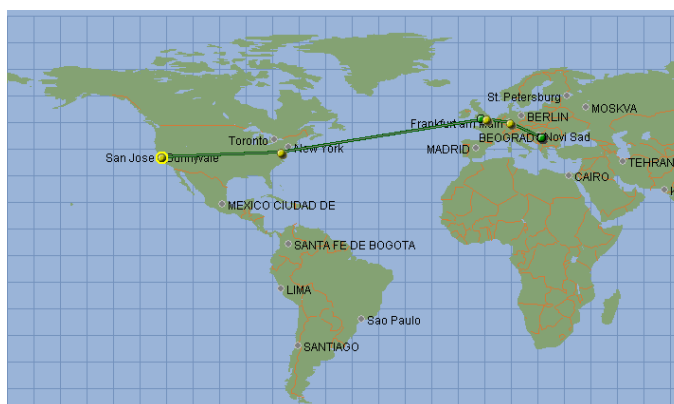 St. Petersburg
MOSKVA
BERLIN
Frankfurt am Main
Toronto
New York
BEOGRAD
Novi Sad
MADRID
San Jose
Sunnyvale
TEHRAN
CAIRO
MEXICO CIUDAD DE
SANTA FE DE BOGOTA
LIMA
Sao Paulo
SANTIAGO